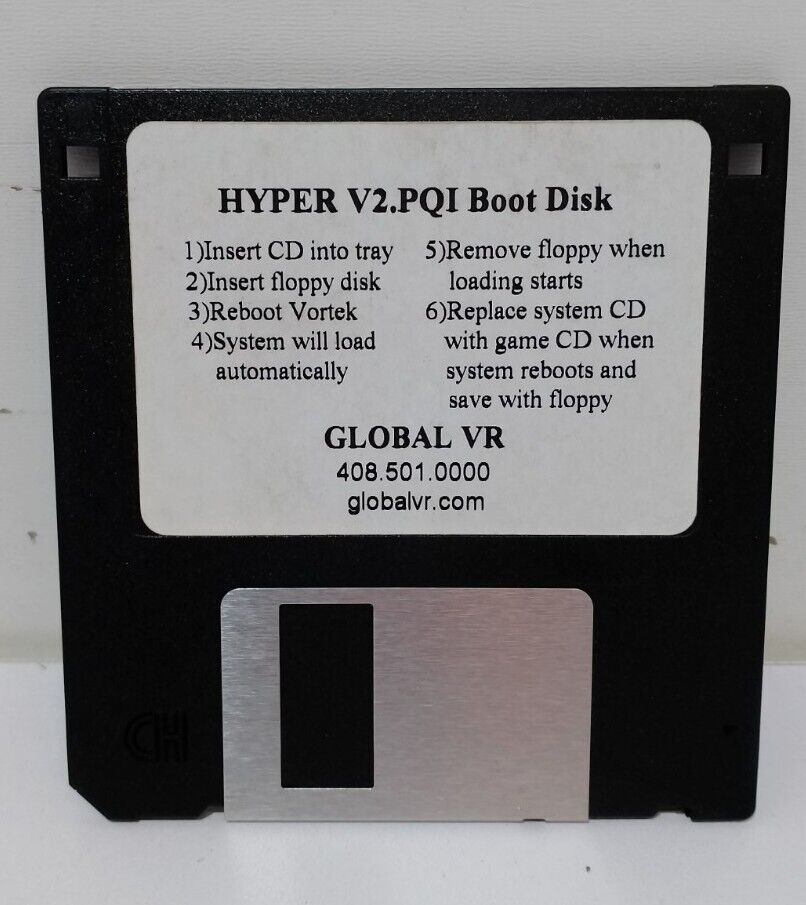 HYPER V2.PQI Boot Disk
1)Insert CD into tray
2)Insert floppy disk
3)Reboot Vortek
4)System will load
automatically
5)Remove floppy when
loading starts
6)Replace system CD
with game CD when
system reboots and
save with floppy
GLOBAL VR
408.501.0000
globalvr.com